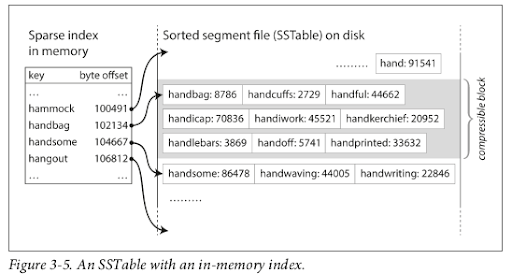 Sparse index
in memory
key byte offset
... ...
hammock 100491
handbag 102134
handsome 104667
hangout 106812
... ...
Sorted segment file (SSTable) on disk
......... hand: 91541
handbag: 8786 handcuffs: 2729 handful: 44662
handicap: 70836 handiwork: 45521 handkerchief: 20952
handlebars: 3869 handoff: 5741 handprinted: 33632
handsome: 86478 handwaving: 44005 handwriting: 22846
.........
compressible block
Figure 3-5. An SSTable with an in-memory index.